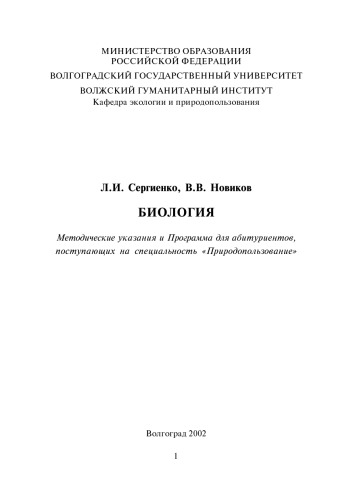 МИНИСТЕРСТВО ОБРАЗОВАНИЯ
РОССИЙСКОЙ ФЕДЕРАЦИИ
ВОЛГОГРАДСКИЙ ГОСУДАРСТВЕННЫЙ УНИВЕРСИТЕТ
ВОЛЖСКИЙ ГУМАНИТАРНЫЙ ИНСТИТУТ
Кафедра экологии и природопользования
Л.И. Сергиенко, В.В. Новиков
БИОЛОГИЯ
Методические указания и Программа для абитуриентов,
поступающих на специальность «Природопользование»
Волгоград 2002
1